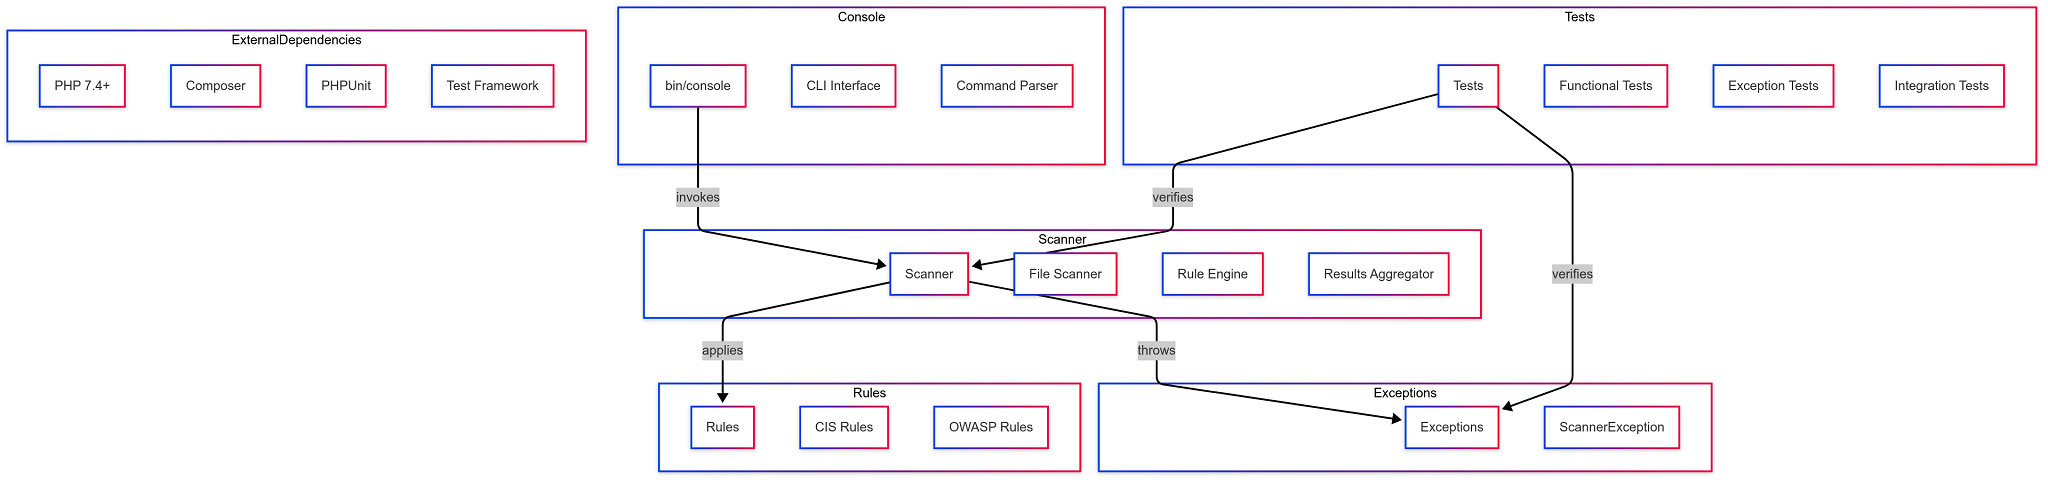 ExternalDependencies
PHP 7.4+
Composer
PHPUnit
Test Framework
Console
bin/console
CLI Interface
Command Parser
Tests
Tests
Functional Tests
Exception Tests
Integration Tests
invokes
verifies
Scanner
Scanner
File Scanner
Rule Engine
Results Aggregator
verifies
applies
throws
Rules
Rules
CIS Rules
OWASP Rules
Exceptions
Exceptions
ScannerException